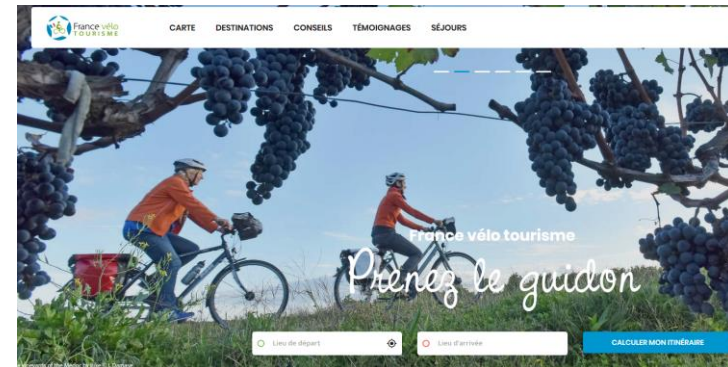 France vélo
TOURISME
CARTE DESTINATIONS CONSEILS TÉMOIGNAGES SÉJOURS
France vélo tourisme
Prenez le guidon
Lieu de départ Lieu d'arrivée CALCULER MON ITINÉRAIRE